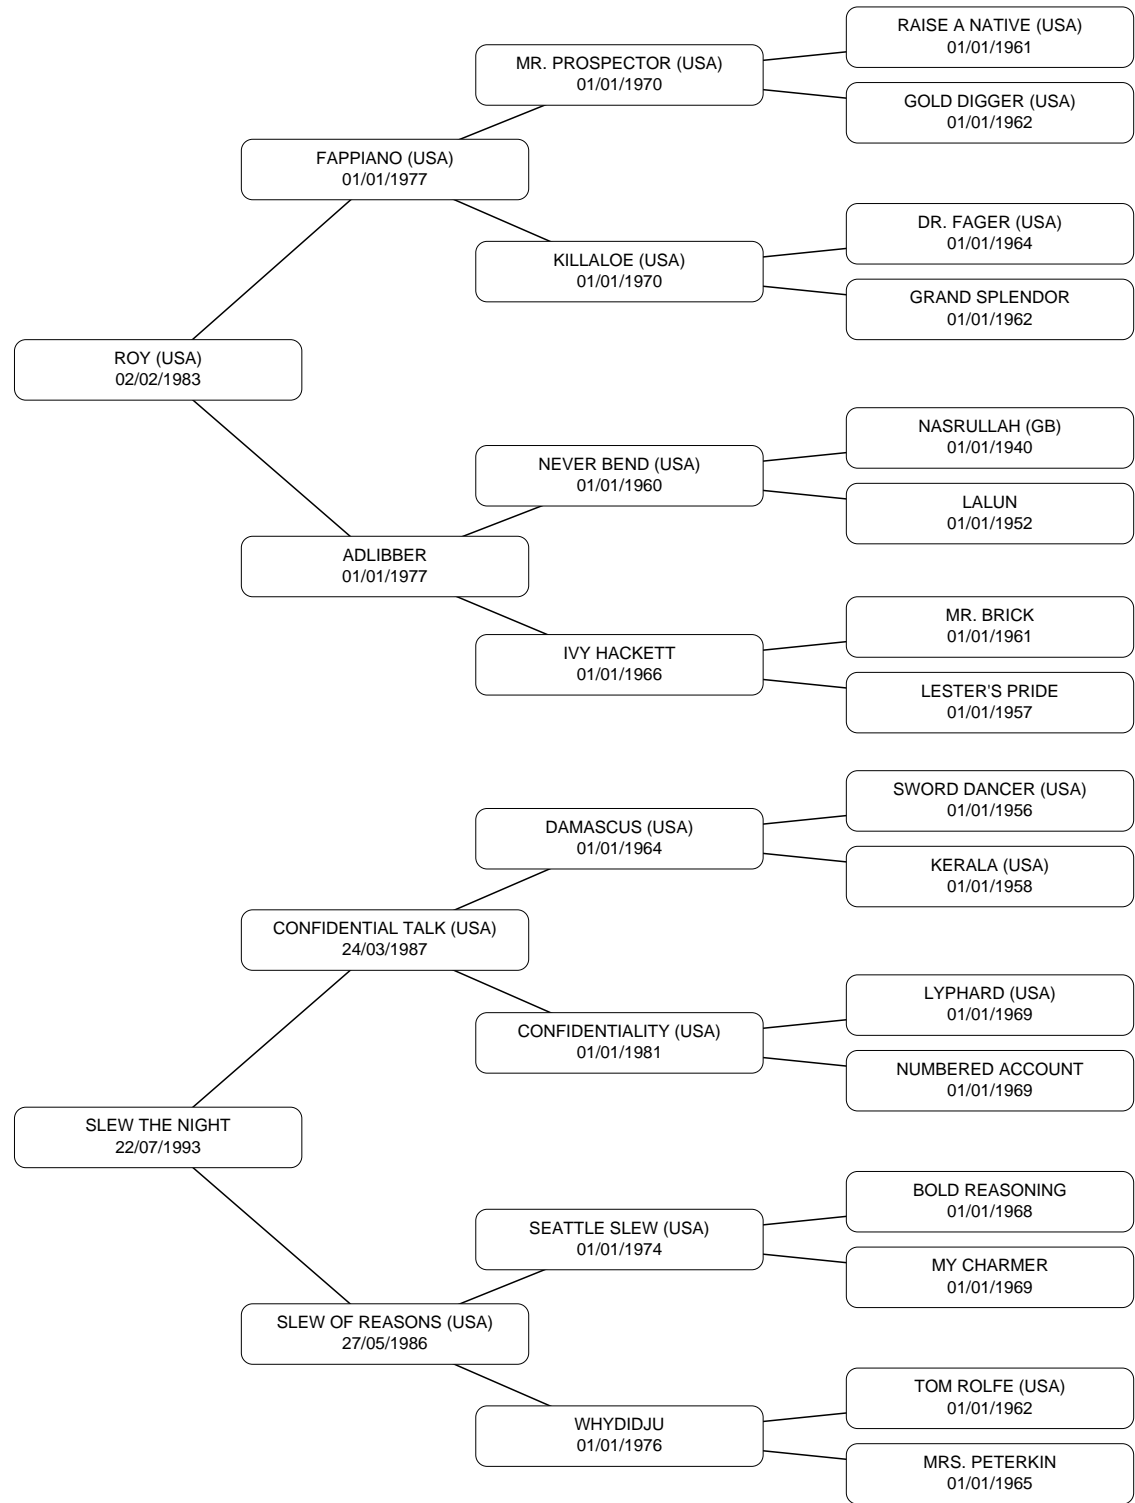 RAISE A NATIVE (USA)
01/01/1961
MR. PROSPECTOR (USA)
01/01/1970
GOLD DIGGER (USA)
01/01/1962
FAPPIANO (USA)
01/01/1977
DR. FAGER (USA)
01/01/1964
KILLALOE (USA)
01/01/1970
GRAND SPLENDOR
01/01/1962
ROY (USA)
02/02/1983
NASRULLAH (GB)
01/01/1940
NEVER BEND (USA)
01/01/1960
LALUN
01/01/1952
ADLIBBER
01/01/1977
MR. BRICK
01/01/1961
IVY HACKETT
01/01/1966
LESTER'S PRIDE
01/01/1957
SWORD DANCER (USA)
01/01/1956
DAMASCUS (USA)
01/01/1964
KERALA (USA)
01/01/1958
CONFIDENTIAL TALK (USA)
24/03/1987
LYPHARD (USA)
01/01/1969
CONFIDENTIALITY (USA)
01/01/1981
NUMBERED ACCOUNT
01/01/1969
SLEW THE NIGHT
22/07/1993
BOLD REASONING
01/01/1968
SEATTLE SLEW (USA)
01/01/1974
MY CHARMER
01/01/1969
SLEW OF REASONS (USA)
27/05/1986
TOM ROLFE (USA)
01/01/1962
WHYDIDJU
01/01/1976
MRS. PETERKIN
01/01/1965